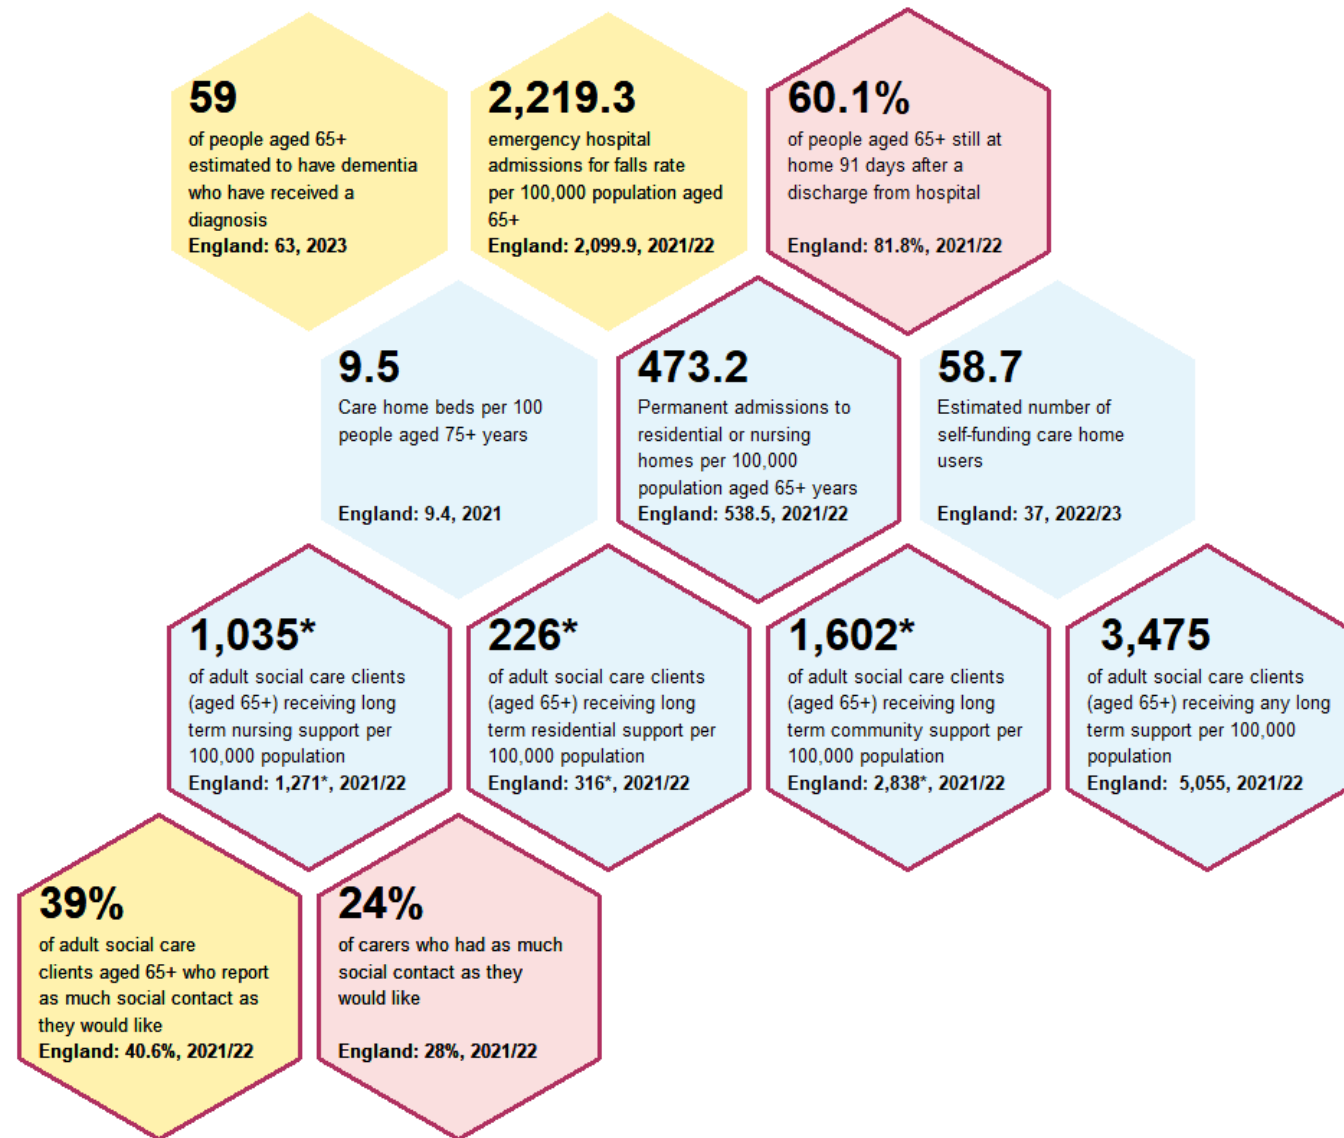 59
of people aged 65+
estimated to have dementia
who have received a
diagnosis
England: 63, 2023
2,219.3
emergency hospital
admissions for falls rate
per 100,000 population aged
65+
England: 2,099.9, 2021/22
60.1%
of people aged 65+ still at
home 91 days after a
discharge from hospital
England: 81.8%, 2021/22
9.5
Care home beds per 100
people aged 75+ years
England: 9.4, 2021
473.2
Permanent admissions to
residential or nursing
homes per 100,000
population aged 65+ years
England: 538.5, 2021/22
58.7
Estimated number of
self-funding care home
users
England: 37, 2022/23
1,035*
of adult social care clients
(aged 65+) receiving long
term nursing support per
100,000 population
England: 1,271*, 2021/22
226*
of adult social care clients
(aged 65+) receiving long
term residential support per
100,000 population
England: 316*, 2021/22
1,602*
of adult social care clients
(aged 65+) receiving long
term community support per
100,000 population
England: 2,838*, 2021/22
3,475
of adult social care clients
(aged 65+) receiving any long
term support per 100,000
population
England: 5,055, 2021/22
39%
of adult social care
clients aged 65+ who report
as much social contact as
they would like
England: 40.6%, 2021/22
24%
of carers who had as much
social contact as they
would like
England: 28%, 2021/22